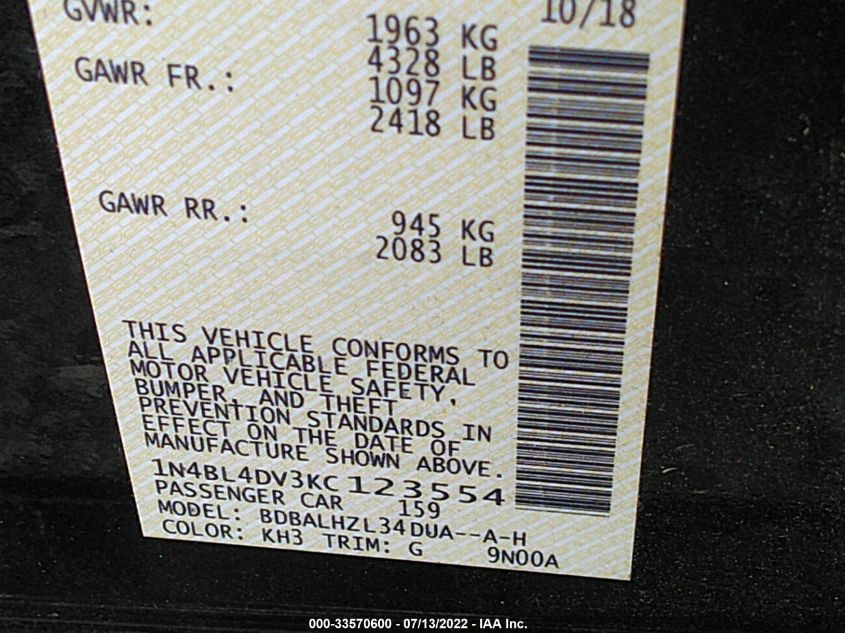 GVWR: 10/18
1963 KG
4328 LB
GAWR FR.: 1097 KG
2418 LB
GAWR RR.: 945 KG
2083 LB
THIS VEHICLE CONFORMS TO
ALL APPLICABLE FEDERAL
MOTOR VEHICLE SAFETY,
BUMPER, AND THEFT
PREVENTION STANDARDS IN
EFFECT ON THE DATE OF
MANUFACTURE SHOWN ABOVE.
1N4BL4DV3KC123554
PASSENGER CAR 159
MODEL: BDBALHZL34DUA--A-H
COLOR: KH3 TRIM: G 9N00A
000-33570600 - 07/13/2022 - IAA Inc.